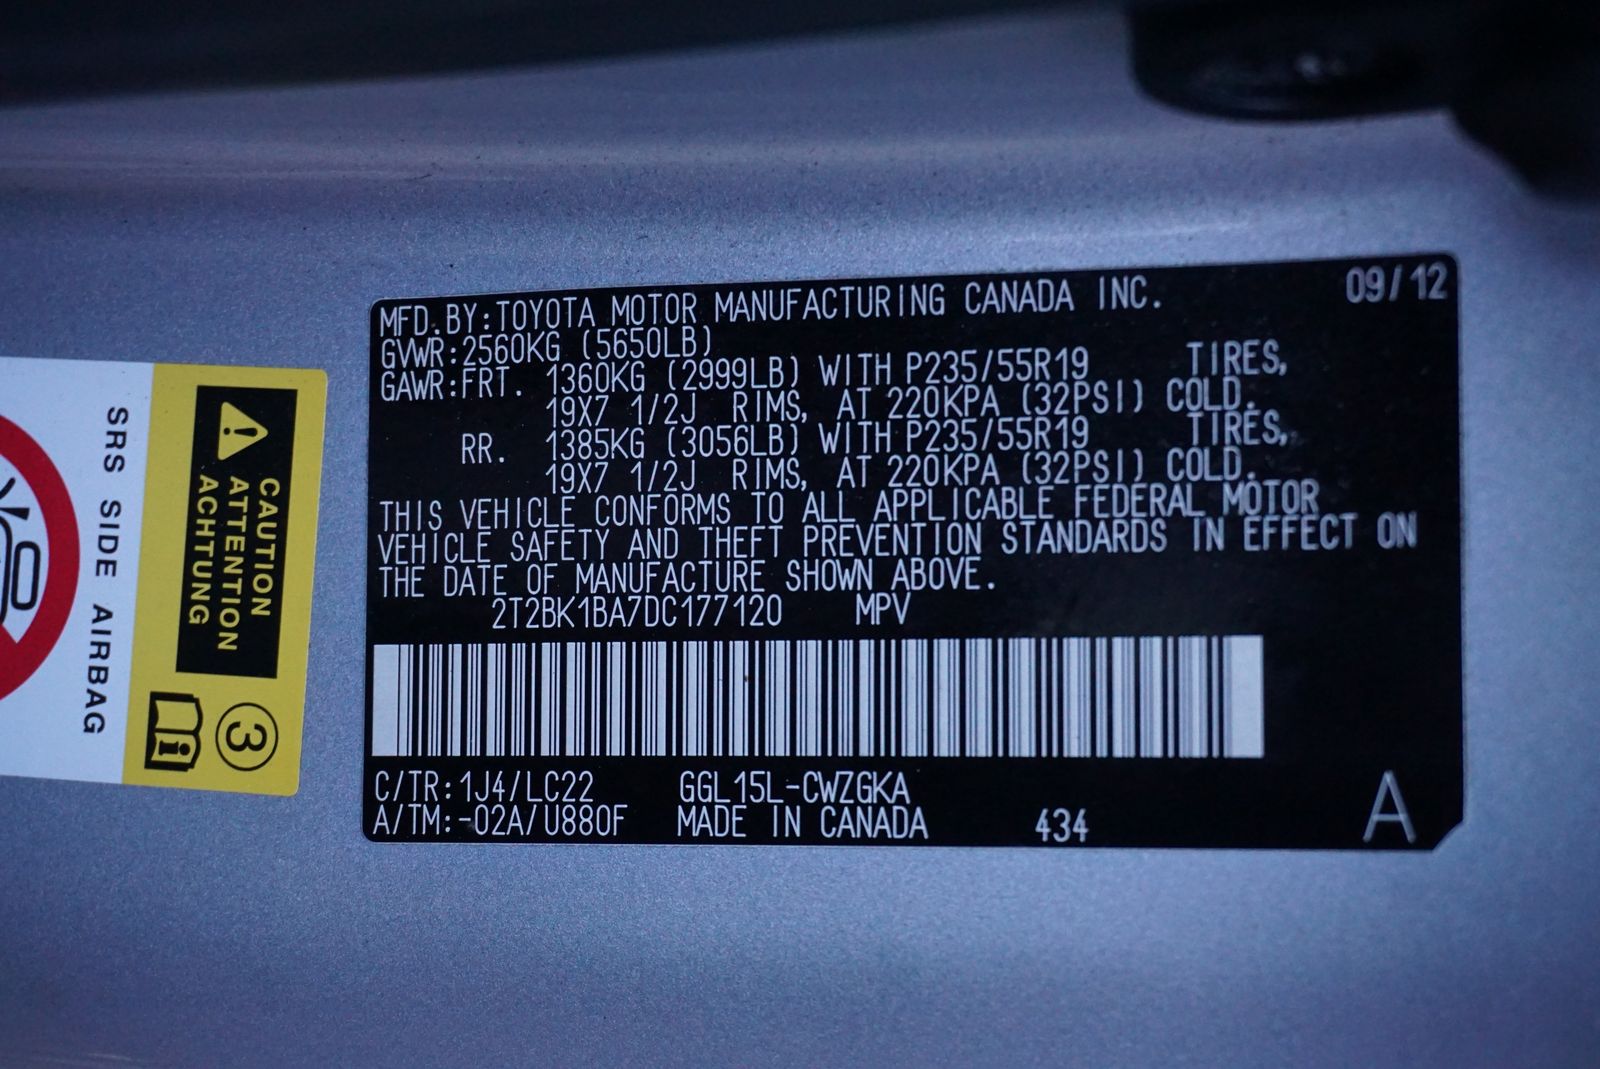 MFD.BY:TOYOTA MOTOR MANUFACTURING CANADA INC. 09/12
GVWR:2560KG (5650LB)
GAWR:FRT. 1360KG (2999LB) WITH P235/55R19 TIRES,
19X7 1/2J RIMS, AT 220KPA (32PSI) COLD.
RR. 1385KG (3056LB) WITH P235/55R19 TIRES,
19X7 1/2J RIMS, AT 220KPA (32PSI) COLD.
THIS VEHICLE CONFORMS TO ALL APPLICABLE FEDERAL MOTOR
VEHICLE SAFETY AND THEFT PREVENTION STANDARDS IN EFFECT ON
THE DATE OF MANUFACTURE SHOWN ABOVE.
2T2BK1BA7DC177120 MPV
C/TR:1J4/LC22 GGL15L-CWZGKA
A/TM:-02A/U880F MADE IN CANADA 434 A
CAUTION
ATTENTION
ACHTUNG
3
SRS SIDE AIRBAG